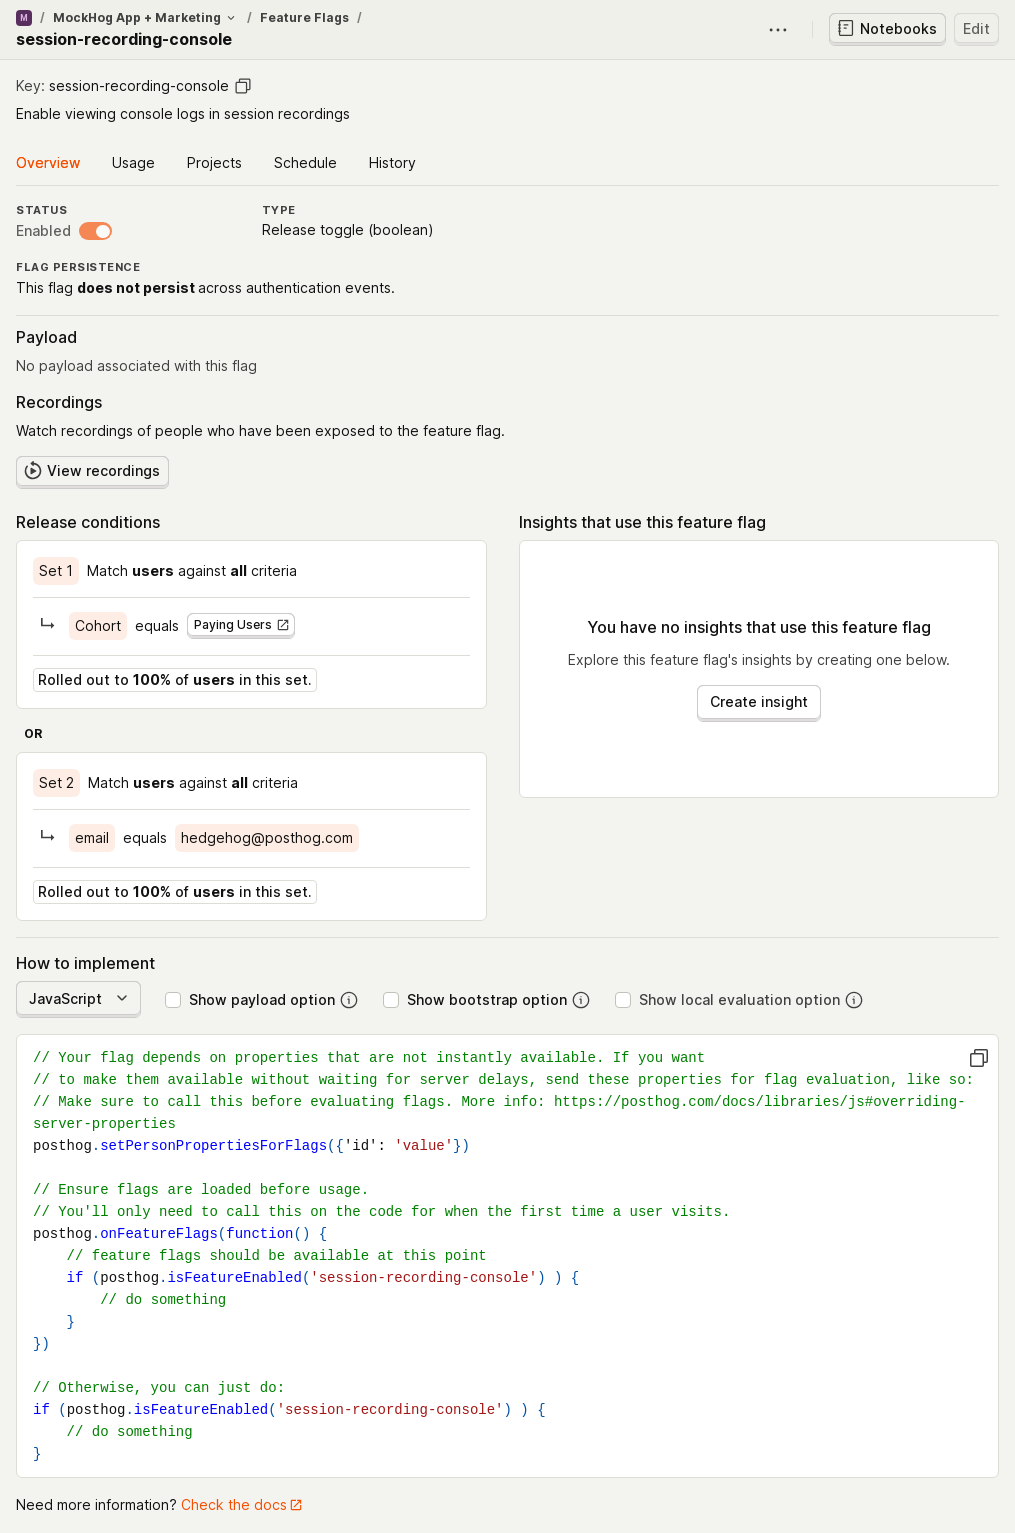 M / MockHog App + Marketing / Feature Flags /
session-recording-console
Notebooks
Edit
Key: session-recording-console
Enable viewing console logs in session recordings
Overview Usage Projects Schedule History
STATUS
Enabled
TYPE
Release toggle (boolean)
FLAG PERSISTENCE
This flag does not persist across authentication events.
Payload
No payload associated with this flag
Recordings
Watch recordings of people who have been exposed to the feature flag.
View recordings
Release conditions
Set 1 Match users against all criteria
Cohort equals Paying Users
Rolled out to 100% of users in this set.
OR
Set 2 Match users against all criteria
email equals hedgehog@posthog.com
Rolled out to 100% of users in this set.
Insights that use this feature flag
You have no insights that use this feature flag
Explore this feature flag's insights by creating one below.
Create insight
How to implement
JavaScript Show payload option Show bootstrap option Show local evaluation option
// Your flag depends on properties that are not instantly available. If you want
// to make them available without waiting for server delays, send these properties for flag evaluation, like so:
// Make sure to call this before evaluating flags. More info: https://posthog.com/docs/libraries/js#overriding-
server-properties
posthog.setPersonPropertiesForFlags({'id': 'value'})
// Ensure flags are loaded before usage.
// You'll only need to call this on the code for when the first time a user visits.
posthog.onFeatureFlags(function() {
    // feature flags should be available at this point
    if (posthog.isFeatureEnabled('session-recording-console') ) {
        // do something
    }
})
// Otherwise, you can just do:
if (posthog.isFeatureEnabled('session-recording-console') ) {
    // do something
}
Need more information? Check the docs